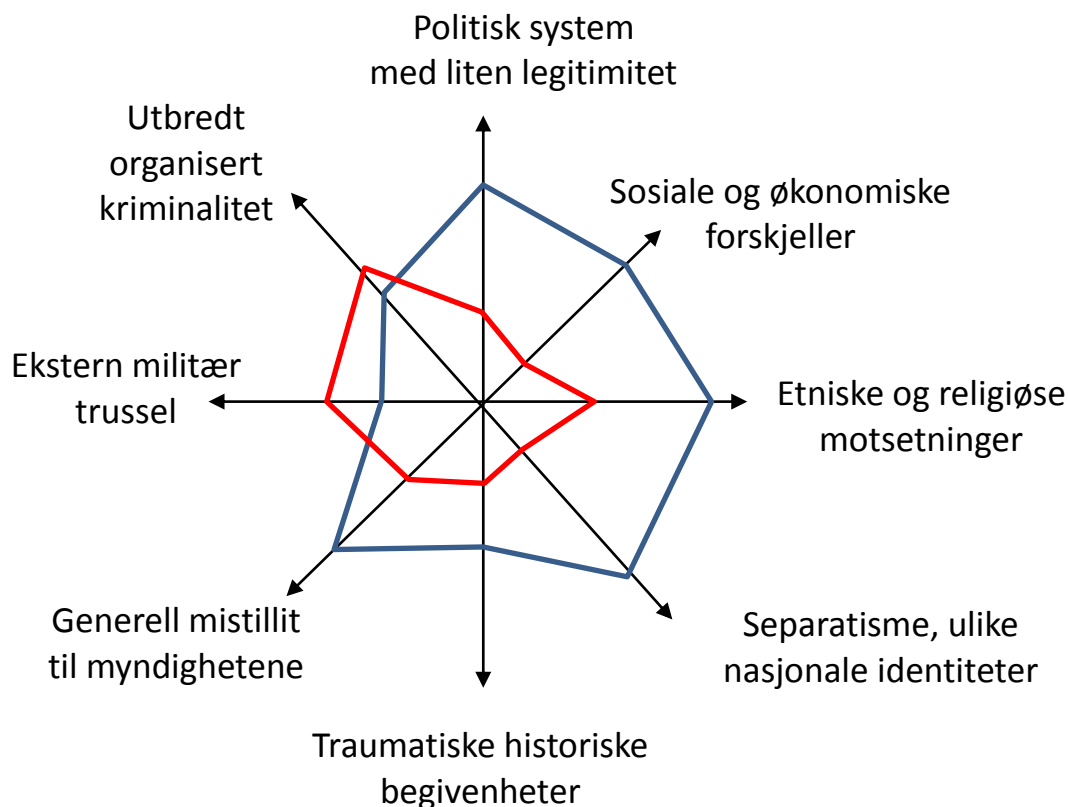 Politisk system
med liten legitimitet
Utbredt
organisert
kriminalitet
Sosiale og økonomiske
forskjeller
Ekstern militær
trussel
Etniske og religiøse
motsetninger
Generell mistillit
til myndighetene
Separatisme, ulike
nasjonale identiteter
Traumatiske historiske
begivenheter